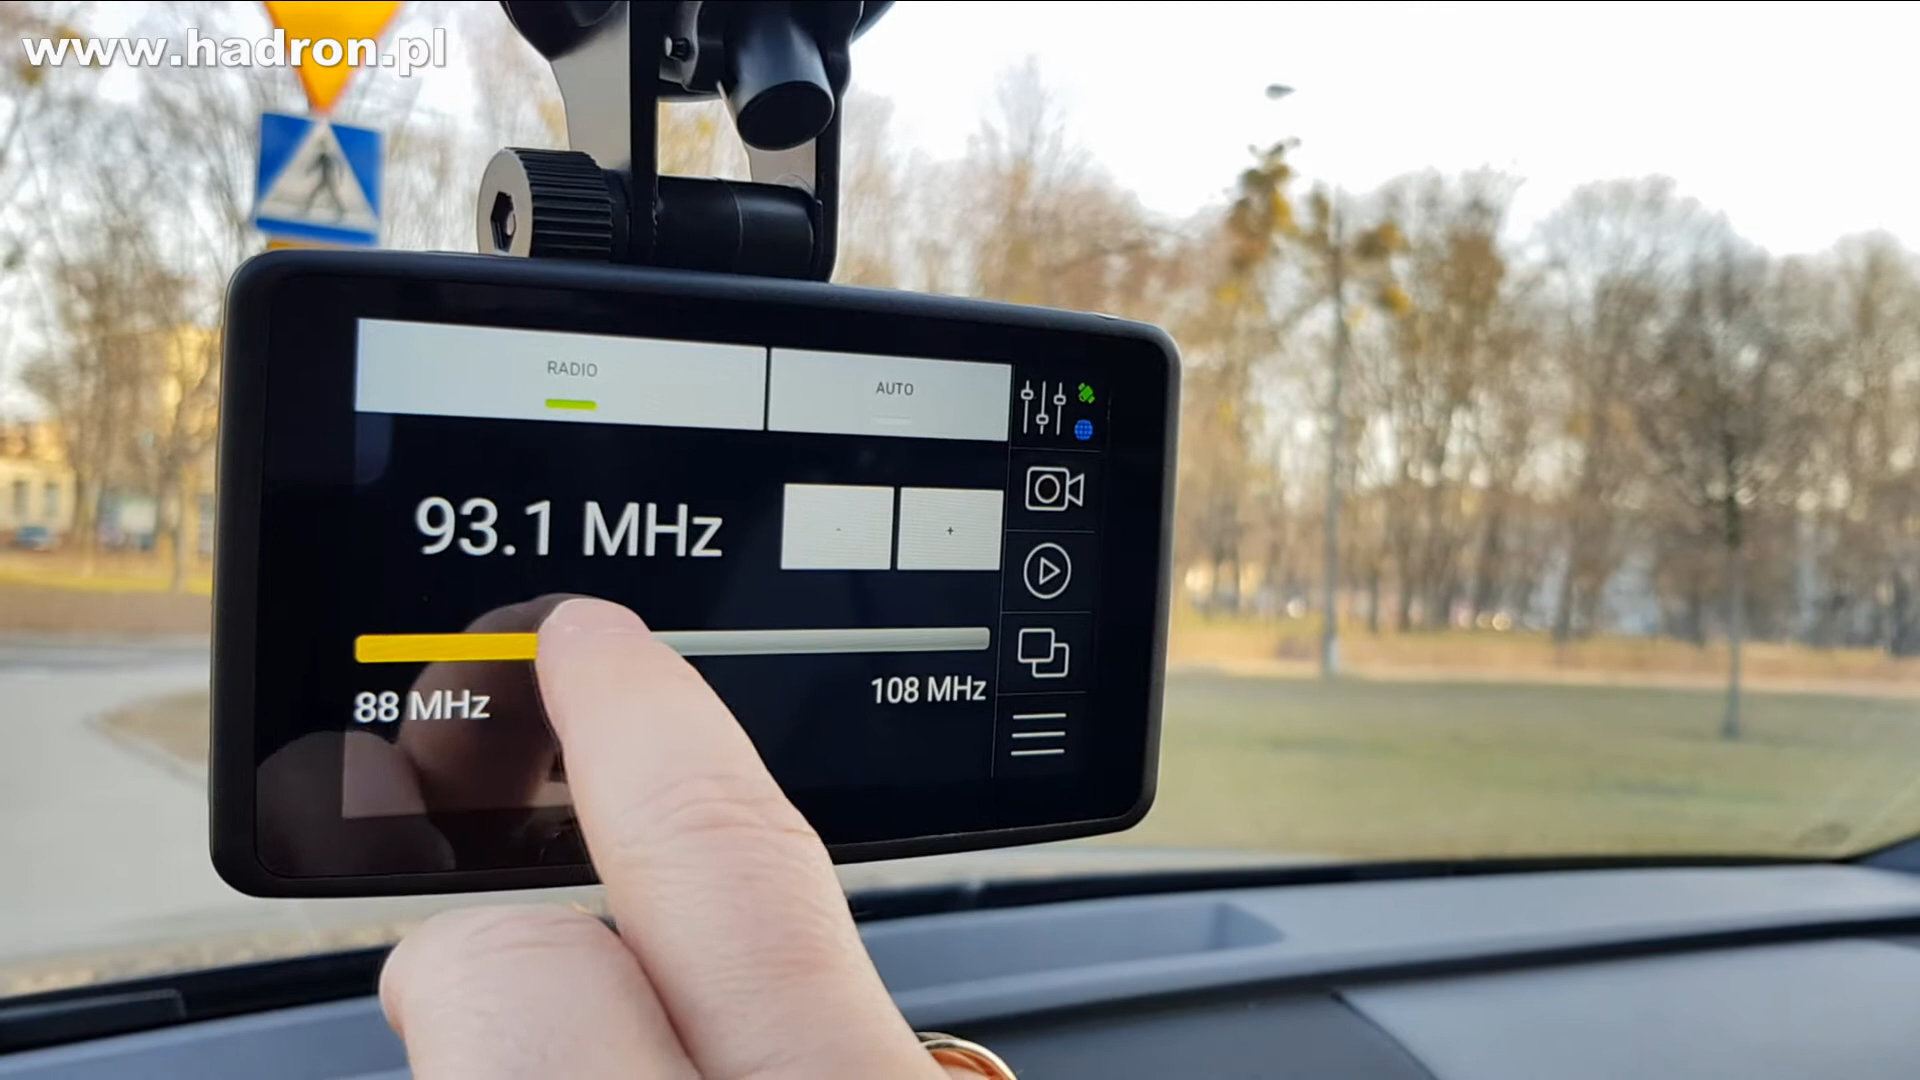 www.hadron.pl
RADIO
AUTO
93.1 MHz
- +
88 MHz
108 MHz